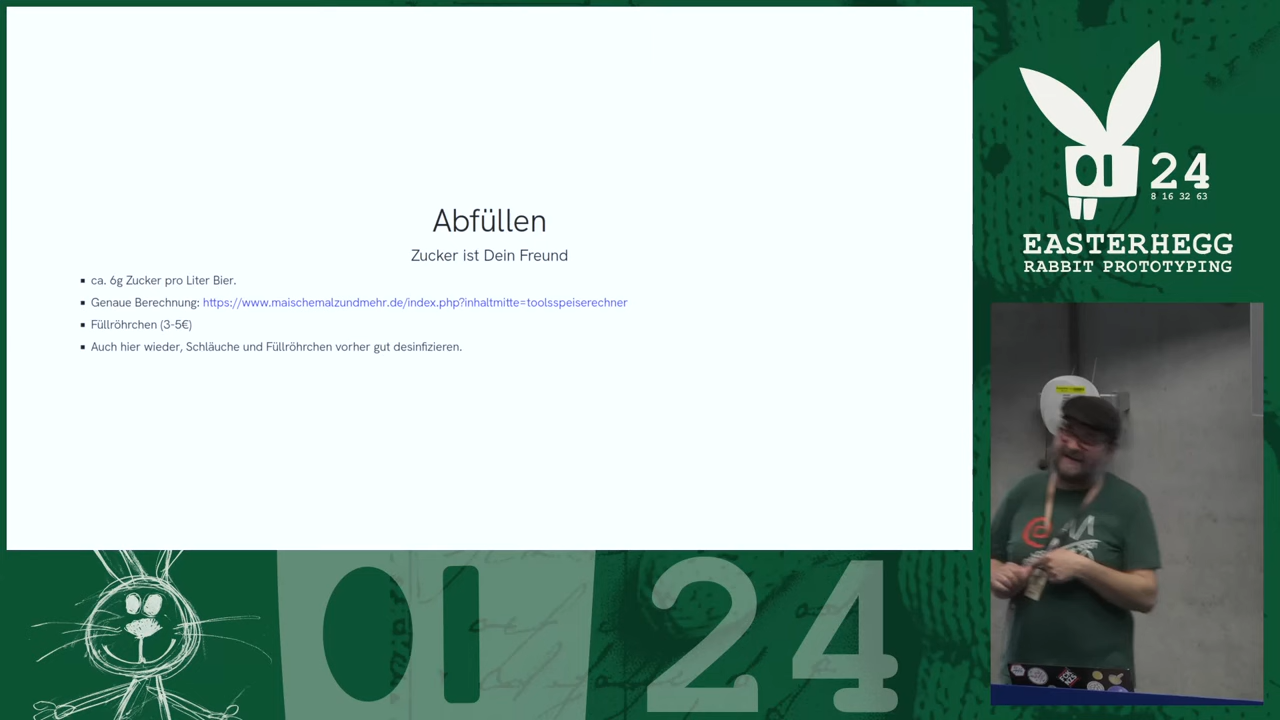 Abfüllen
Zucker ist Dein Freund
▪ ca. 6g Zucker pro Liter Bier.
▪ Genaue Berechnung: https://www.maischemalzundmehr.de/index.php?inhaltmitte=toolsspeiserechner
▪ Füllröhrchen (3-5€)
▪ Auch hier wieder, Schläuche und Füllröhrchen vorher gut desinfizieren.
01 24
8 16 32 63
EASTERHEGG
RABBIT PROTOTYPING
01 24